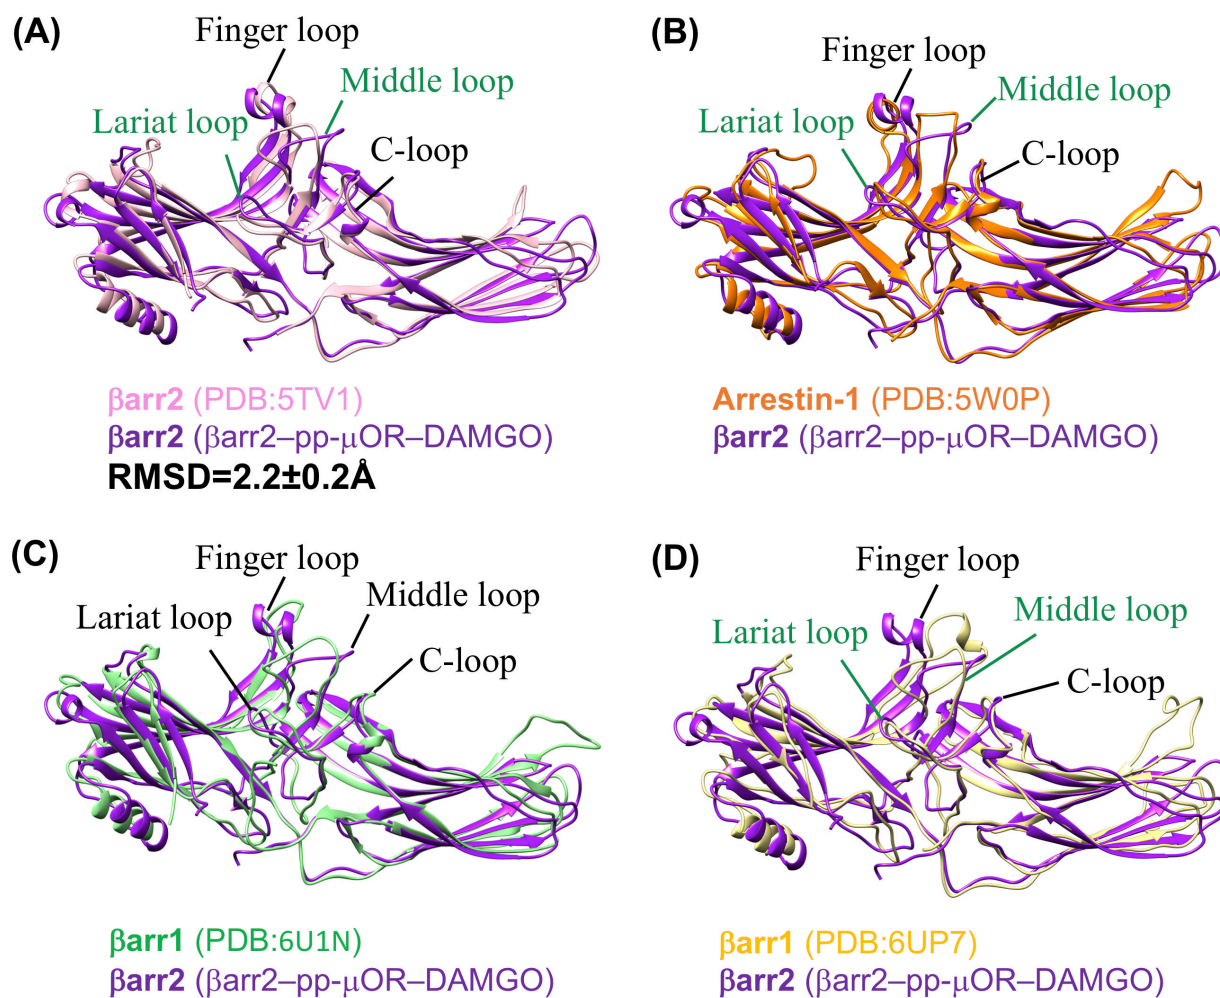 (A)
Finger loop
Middle loop
Lariat loop
C-loop
βarr2 (PDB:5TV1)
βarr2 (βarr2–pp-μOR–DAMGO)
RMSD=2.2±0.2Å
(B)
Finger loop
Middle loop
Lariat loop
C-loop
Arrestin-1 (PDB:5W0P)
βarr2 (βarr2–pp-μOR–DAMGO)
(C)
Finger loop
Middle loop
Lariat loop
C-loop
βarr1 (PDB:6U1N)
βarr2 (βarr2–pp-μOR–DAMGO)
(D)
Finger loop
Middle loop
Lariat loop
C-loop
βarr1 (PDB:6UP7)
βarr2 (βarr2–pp-μOR–DAMGO)